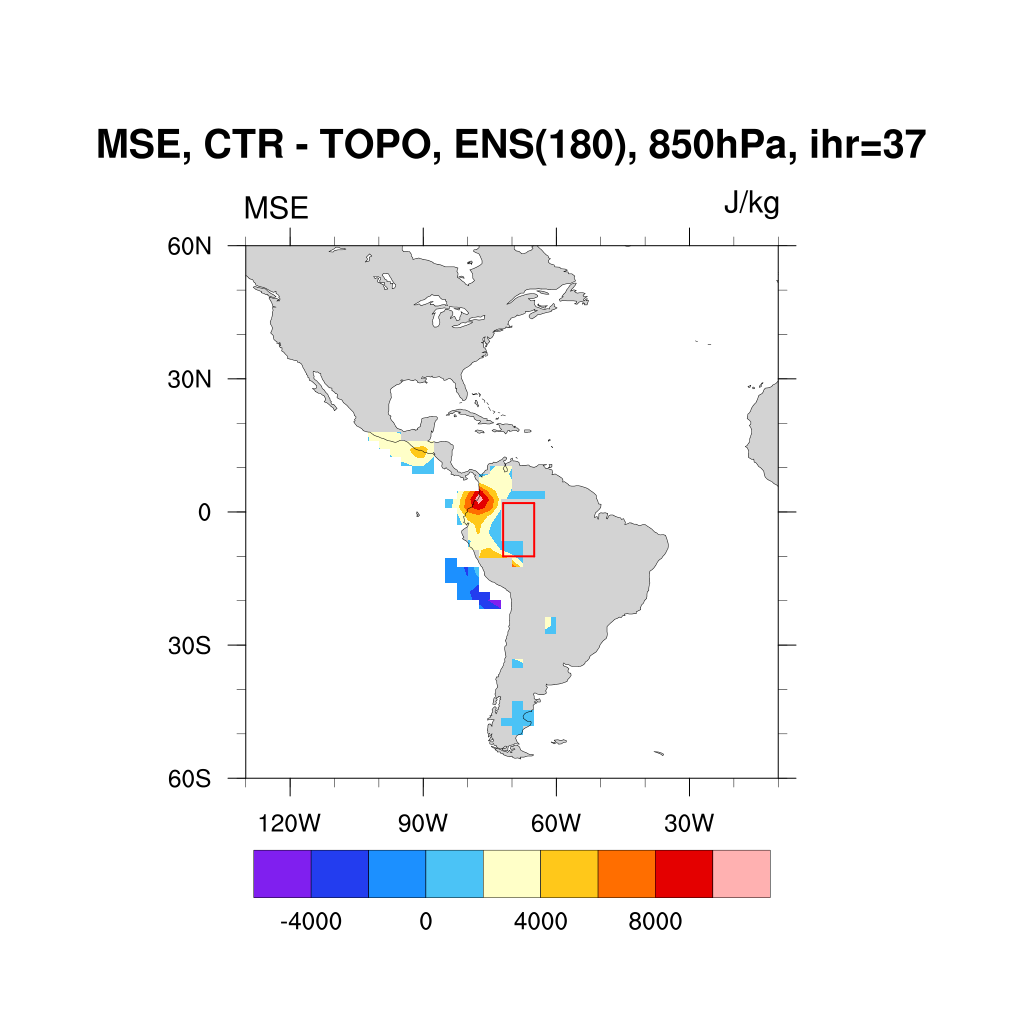 MSE, CTR - TOPO, ENS(180), 850hPa, ihr=37
MSE J/kg
60N
30N
0
30S
60S
120W 90W 60W 30W
-4000 0 4000 8000